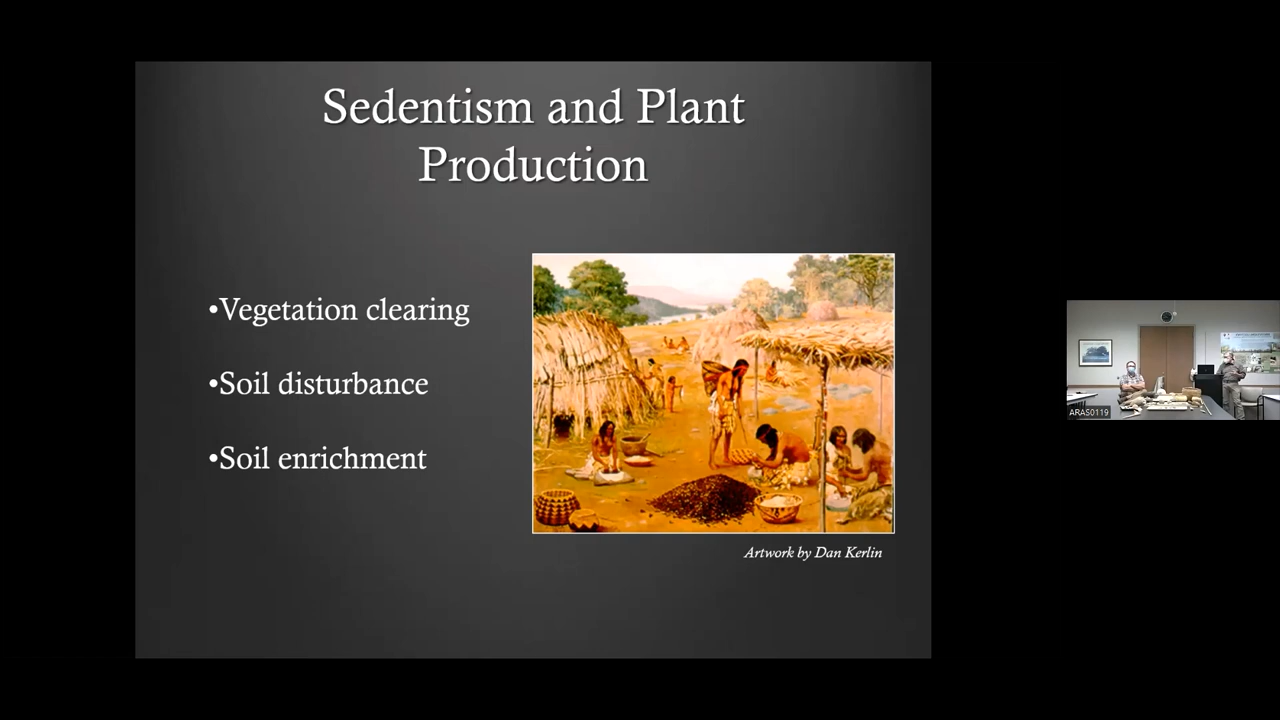 Sedentism and Plant
Production
•Vegetation clearing
•Soil disturbance
•Soil enrichment
Artwork by Dan Kerlin
ARAS0119